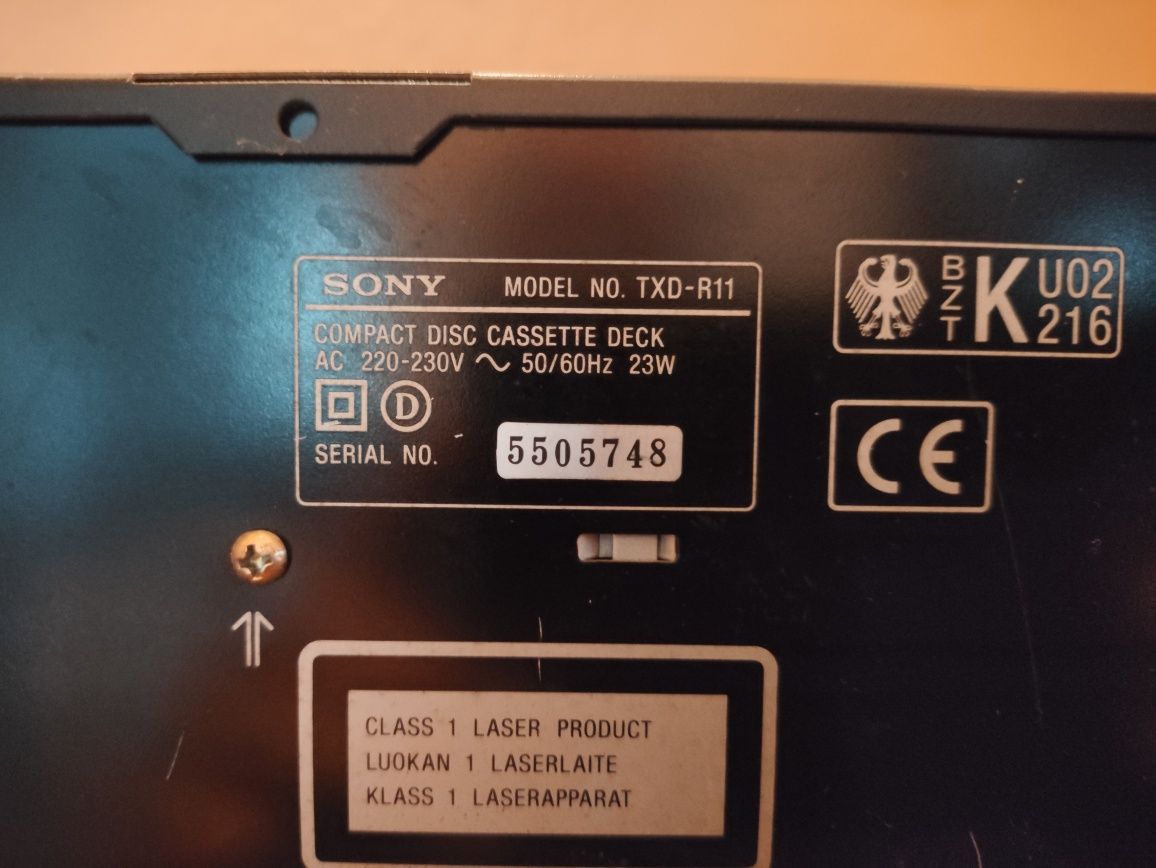 SONY MODEL NO. TXD-R11
COMPACT DISC CASSETTE DECK
AC 220-230V ~ 50/60Hz 23W
D
SERIAL NO. 5505748
BZT K U02 216
CE
CLASS 1 LASER PRODUCT
LUOKAN 1 LASERLAITE
KLASS 1 LASERAPPARAT